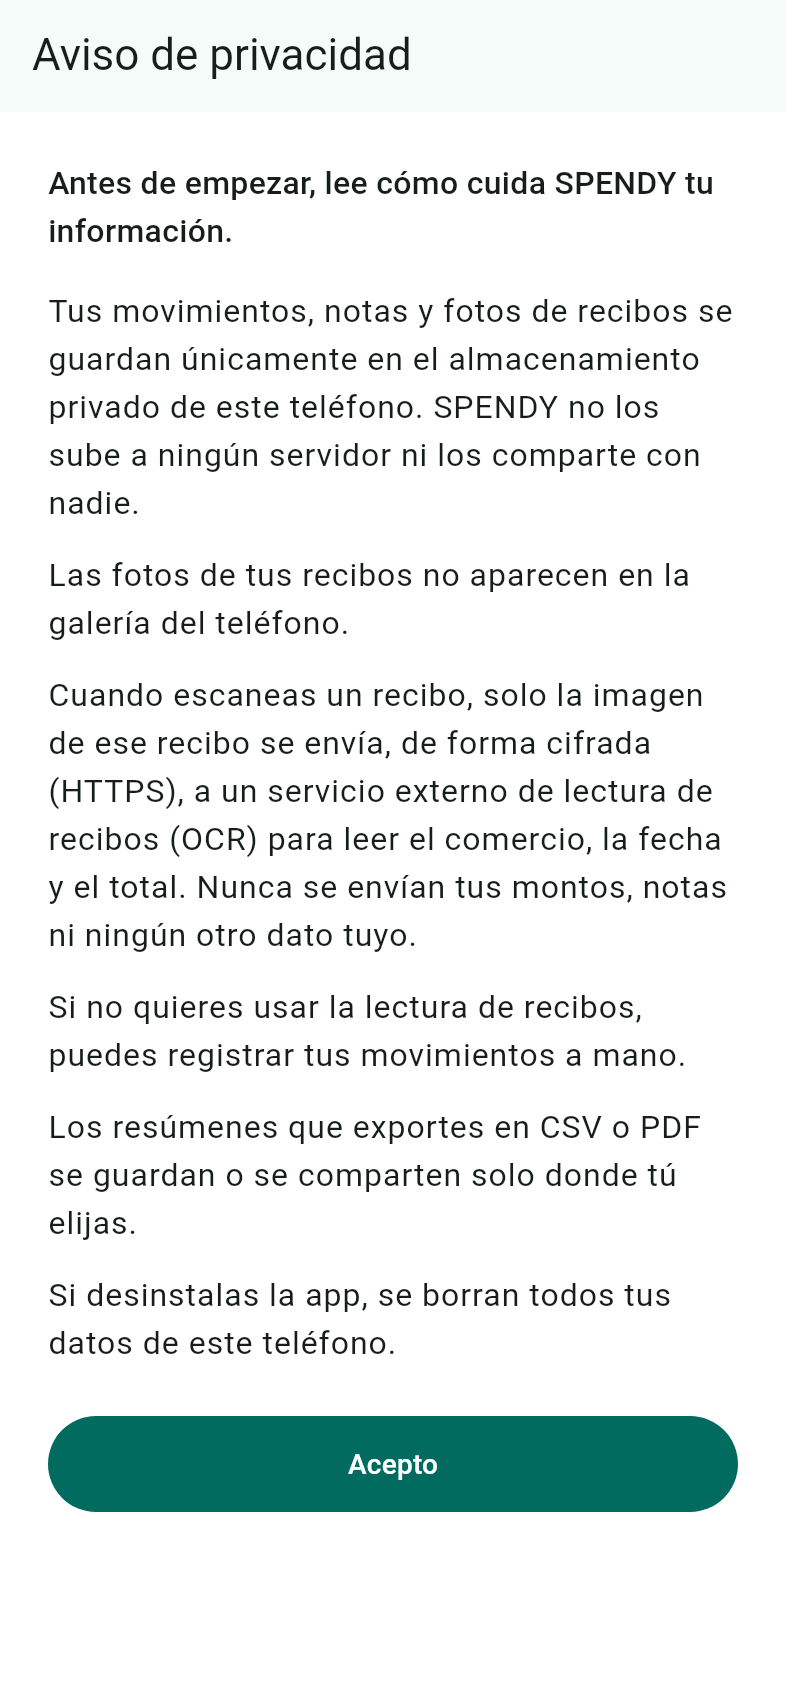 Aviso de privacidad
Antes de empezar, lee cómo cuida SPENDY tu
información.
Tus movimientos, notas y fotos de recibos se
guardan únicamente en el almacenamiento
privado de este teléfono. SPENDY no los
sube a ningún servidor ni los comparte con
nadie.
Las fotos de tus recibos no aparecen en la
galería del teléfono.
Cuando escaneas un recibo, solo la imagen
de ese recibo se envía, de forma cifrada
(HTTPS), a un servicio externo de lectura de
recibos (OCR) para leer el comercio, la fecha
y el total. Nunca se envían tus montos, notas
ni ningún otro dato tuyo.
Si no quieres usar la lectura de recibos,
puedes registrar tus movimientos a mano.
Los resúmenes que exportes en CSV o PDF
se guardan o se comparten solo donde tú
elijas.
Si desinstalas la app, se borran todos tus
datos de este teléfono.
Acepto